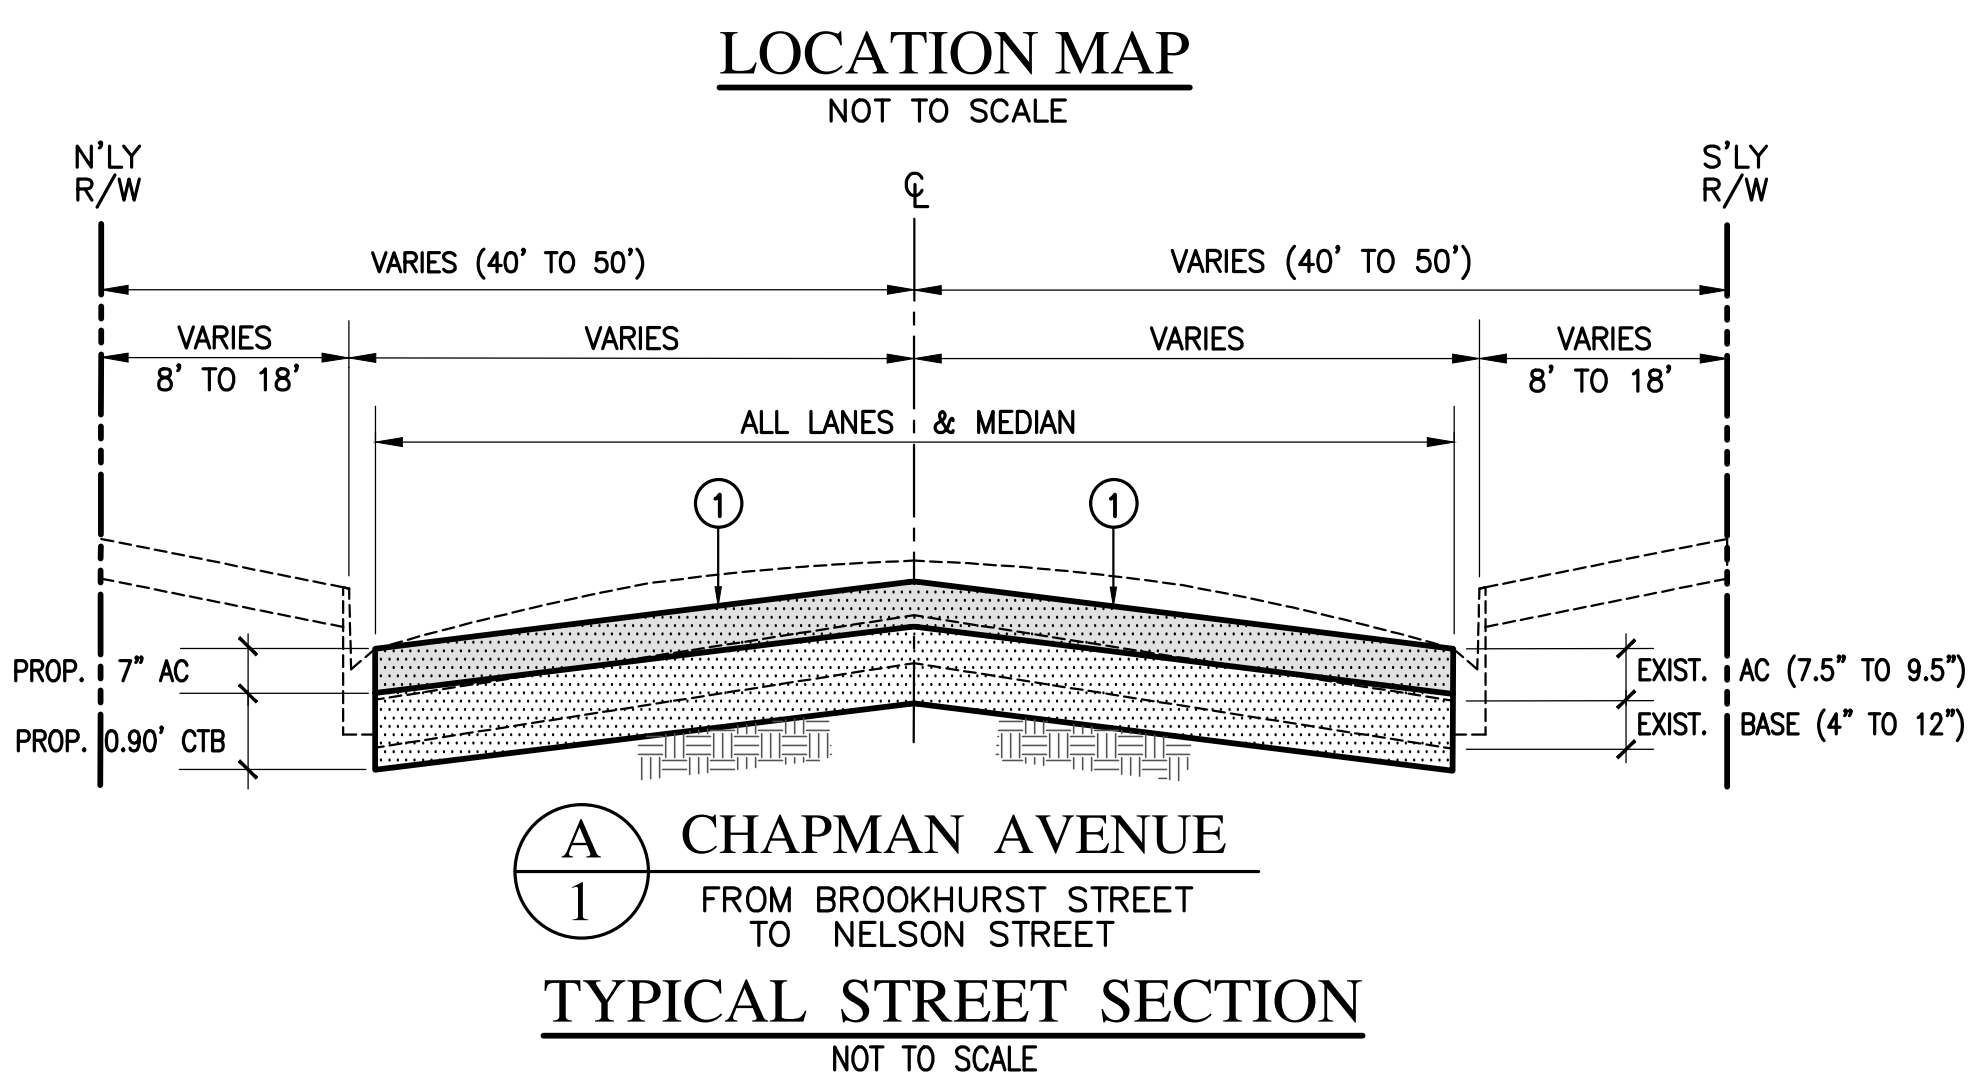 LOCATION MAP
NOT TO SCALE
N'LY
R/W
℄
S'LY
R/W
VARIES (40' TO 50')
VARIES (40' TO 50')
VARIES
8' TO 18'
VARIES
VARIES
VARIES
8' TO 18'
ALL LANES & MEDIAN
1
1
PROP. 7" AC
PROP. 0.90' CTB
EXIST. AC (7.5" TO 9.5")
EXIST. BASE (4" TO 12")
A
1
CHAPMAN AVENUE
FROM BROOKHURST STREET
TO NELSON STREET
TYPICAL STREET SECTION
NOT TO SCALE